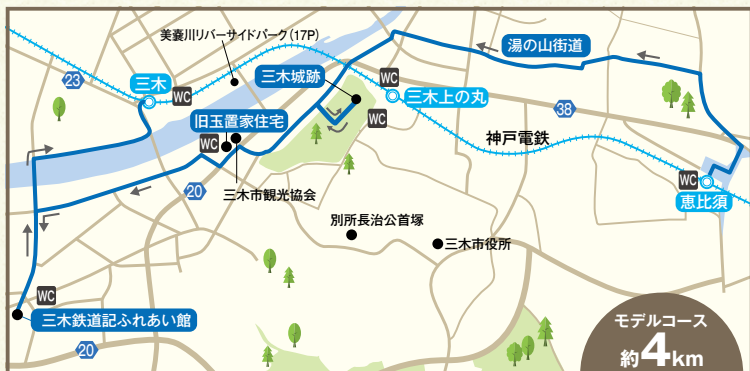 美嚢川リバーサイドパーク(17P)
湯の山街道
23
三木
WC
三木城跡
WC
三木上の丸
WC
38
旧玉置家住宅
WC
神戸電鉄
WC
恵比須
20
三木市観光協会
別所長治公首塚
三木市役所
WC
三木鉄道記ふれあい館
20
モデルコース
約4km